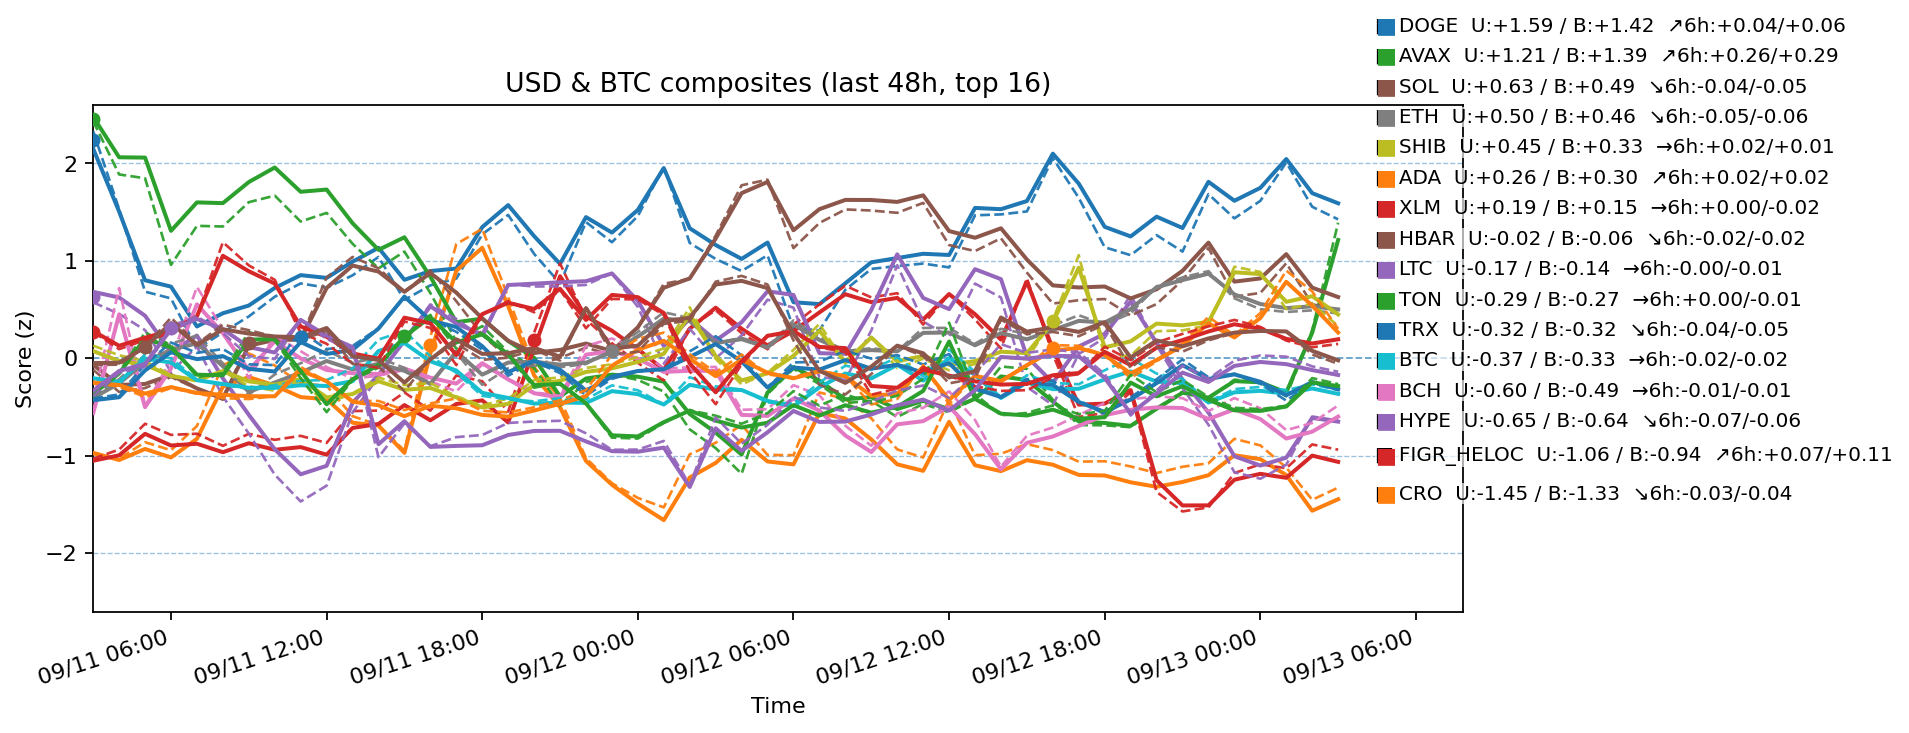 DOGE  U:+1.59 / B:+1.42  ↗6h:+0.04/+0.06
AVAX  U:+1.21 / B:+1.39  ↗6h:+0.26/+0.29
SOL  U:+0.63 / B:+0.49  ↘6h:-0.04/-0.05
ETH  U:+0.50 / B:+0.46  ↘6h:-0.05/-0.06
SHIB  U:+0.45 / B:+0.33  →6h:+0.02/+0.01
ADA  U:+0.26 / B:+0.30  ↗6h:+0.02/+0.02
XLM  U:+0.19 / B:+0.15  →6h:+0.00/-0.02
HBAR  U:-0.02 / B:-0.06  ↘6h:-0.02/-0.02
LTC  U:-0.17 / B:-0.14  →6h:-0.00/-0.01
TON  U:-0.29 / B:-0.27  →6h:+0.00/-0.01
TRX  U:-0.32 / B:-0.32  ↘6h:-0.04/-0.05
BTC  U:-0.37 / B:-0.33  →6h:-0.02/-0.02
BCH  U:-0.60 / B:-0.49  →6h:-0.01/-0.01
HYPE  U:-0.65 / B:-0.64  ↘6h:-0.07/-0.06
FIGR_HELOC  U:-1.06 / B:-0.94  ↗6h:+0.07/+0.11
CRO  U:-1.45 / B:-1.33  ↘6h:-0.03/-0.04
USD & BTC composites (last 48h, top 16)
Score (z)
2
1
0
−1
−2
09/11 06:00
09/11 12:00
09/11 18:00
09/12 00:00
09/12 06:00
09/12 12:00
09/12 18:00
09/13 00:00
09/13 06:00
Time